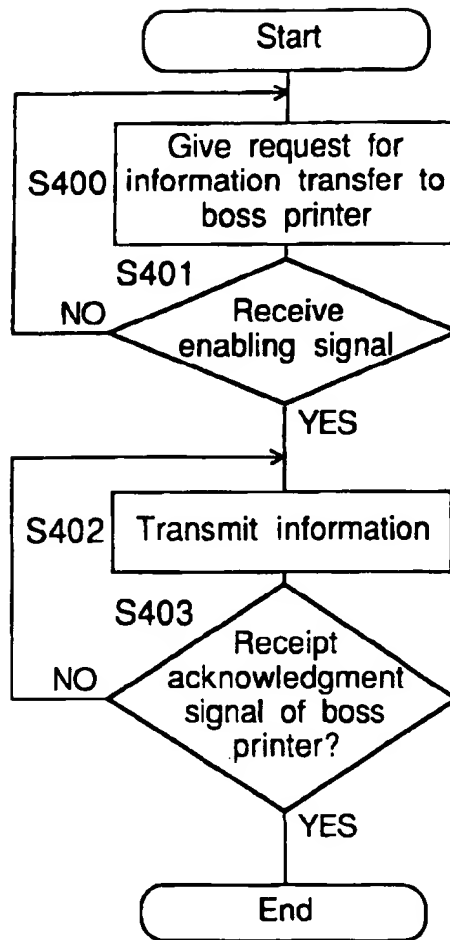 Start
S400
Give request for
information transfer to
boss printer
S401
NO
Receive
enabling signal
YES
S402
Transmit information
S403
NO
Receipt
acknowledgment
signal of boss
printer?
YES
End